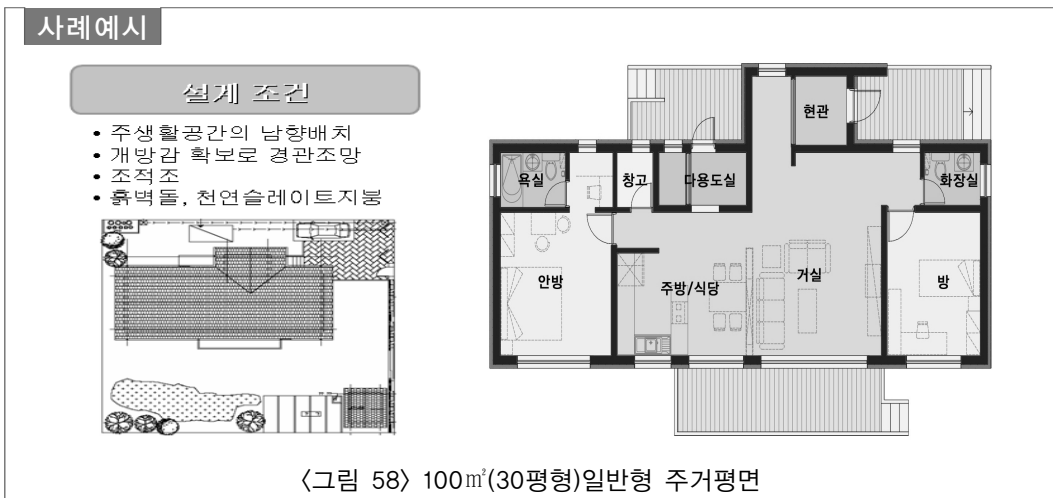 사례예시
설계 조건
• 주생활공간의 남향배치
• 개방감 확보로 경관조망
• 조적조
• 흙벽돌, 천연슬레이트지붕
현관
욕실
창고
다용도실
화장실
안방
주방/식당
거실
방
〈그림 58〉 100㎡(30평형)일반형 주거평면